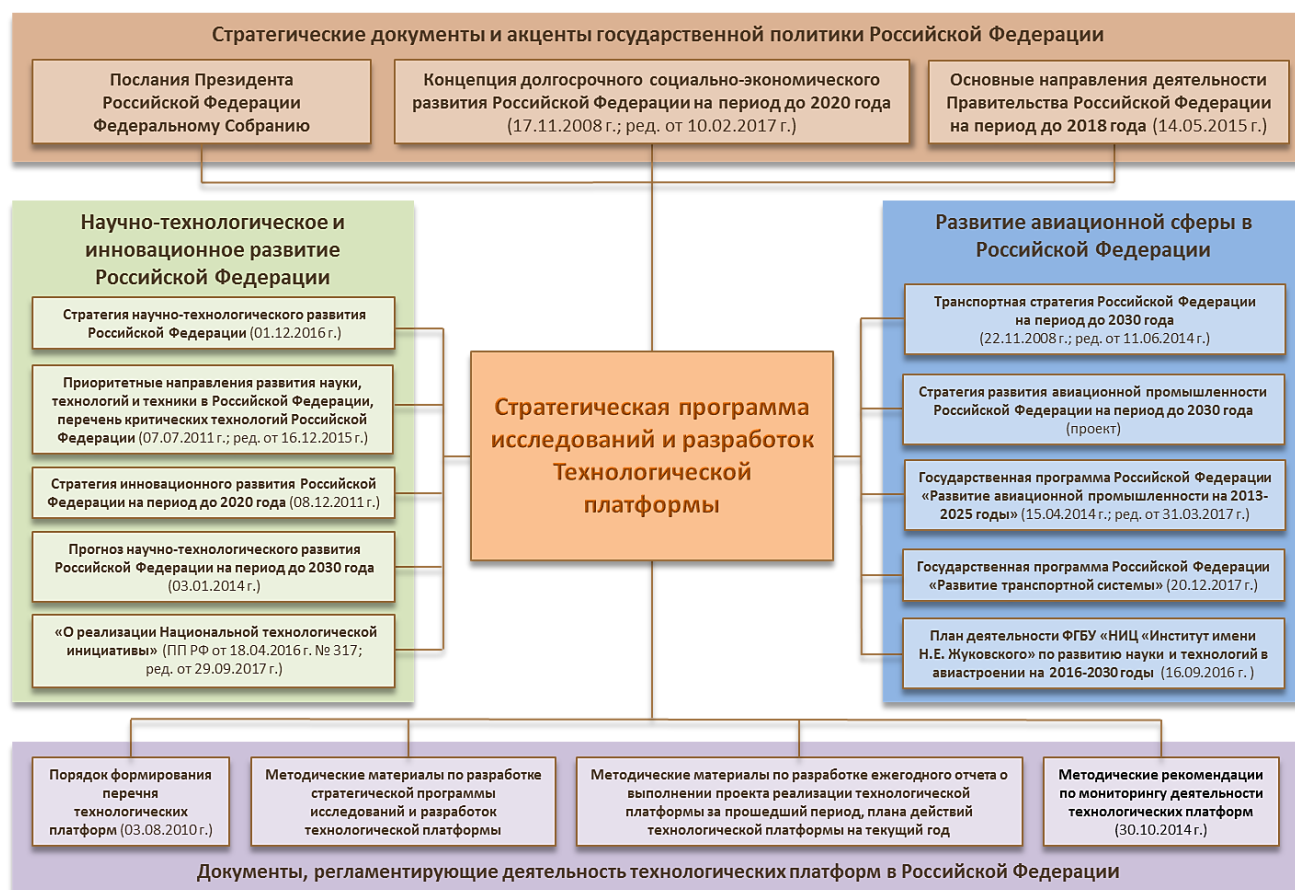 Стратегические документы и акценты государственной политики Российской Федерации
Послания Президента
Российской Федерации
Федеральному Собранию
Концепция долгосрочного социально-экономического
развития Российской Федерации на период до 2020 года
(17.11.2008 г.; ред. от 10.02.2017 г.)
Основные направления деятельности
Правительства Российской Федерации
на период до 2018 года (14.05.2015 г.)
Научно-технологическое и
инновационное развитие
Российской Федерации
Стратегия научно-технологического развития
Российской Федерации (01.12.2016 г.)
Приоритетные направления развития науки,
технологий и техники в Российской Федерации,
перечень критических технологий Российской
Федерации (07.07.2011 г.; ред. от 16.12.2015 г.)
Стратегия инновационного развития Российской
Федерации на период до 2020 года (08.12.2011 г.)
Прогноз научно-технологического развития
Российской Федерации на период до 2030 года
(03.01.2014 г.)
«О реализации Национальной технологической
инициативы» (ПП РФ от 18.04.2016 г. № 317;
ред. от 29.09.2017 г.)
Стратегическая программа
исследований и разработок
Технологической
платформы
Развитие авиационной сферы в
Российской Федерации
Транспортная стратегия Российской Федерации
на период до 2030 года
(22.11.2008 г.; ред. от 11.06.2014 г.)
Стратегия развития авиационной промышленности
Российской Федерации на период до 2030 года
(проект)
Государственная программа Российской Федерации
«Развитие авиационной промышленности на 2013-
2025 годы» (15.04.2014 г.; ред. от 31.03.2017 г.)
Государственная программа Российской Федерации
«Развитие транспортной системы» (20.12.2017 г.)
План деятельности ФГБУ «НИЦ «Институт имени
Н.Е. Жуковского» по развитию науки и технологий в
авиастроении на 2016-2030 годы (16.09.2016 г. )
Порядок формирования
перечня
технологических
платформ (03.08.2010 г.)
Методические материалы по разработке
стратегической программы
исследований и разработок
технологической платформы
Методические материалы по разработке ежегодного отчета о
выполнении проекта реализации технологической
платформы за прошедший период, плана действий
технологической платформы на текущий год
Методические рекомендации
по мониторингу деятельности
технологических платформ
(30.10.2014 г.)
Документы, регламентирующие деятельность технологических платформ в Российской Федерации